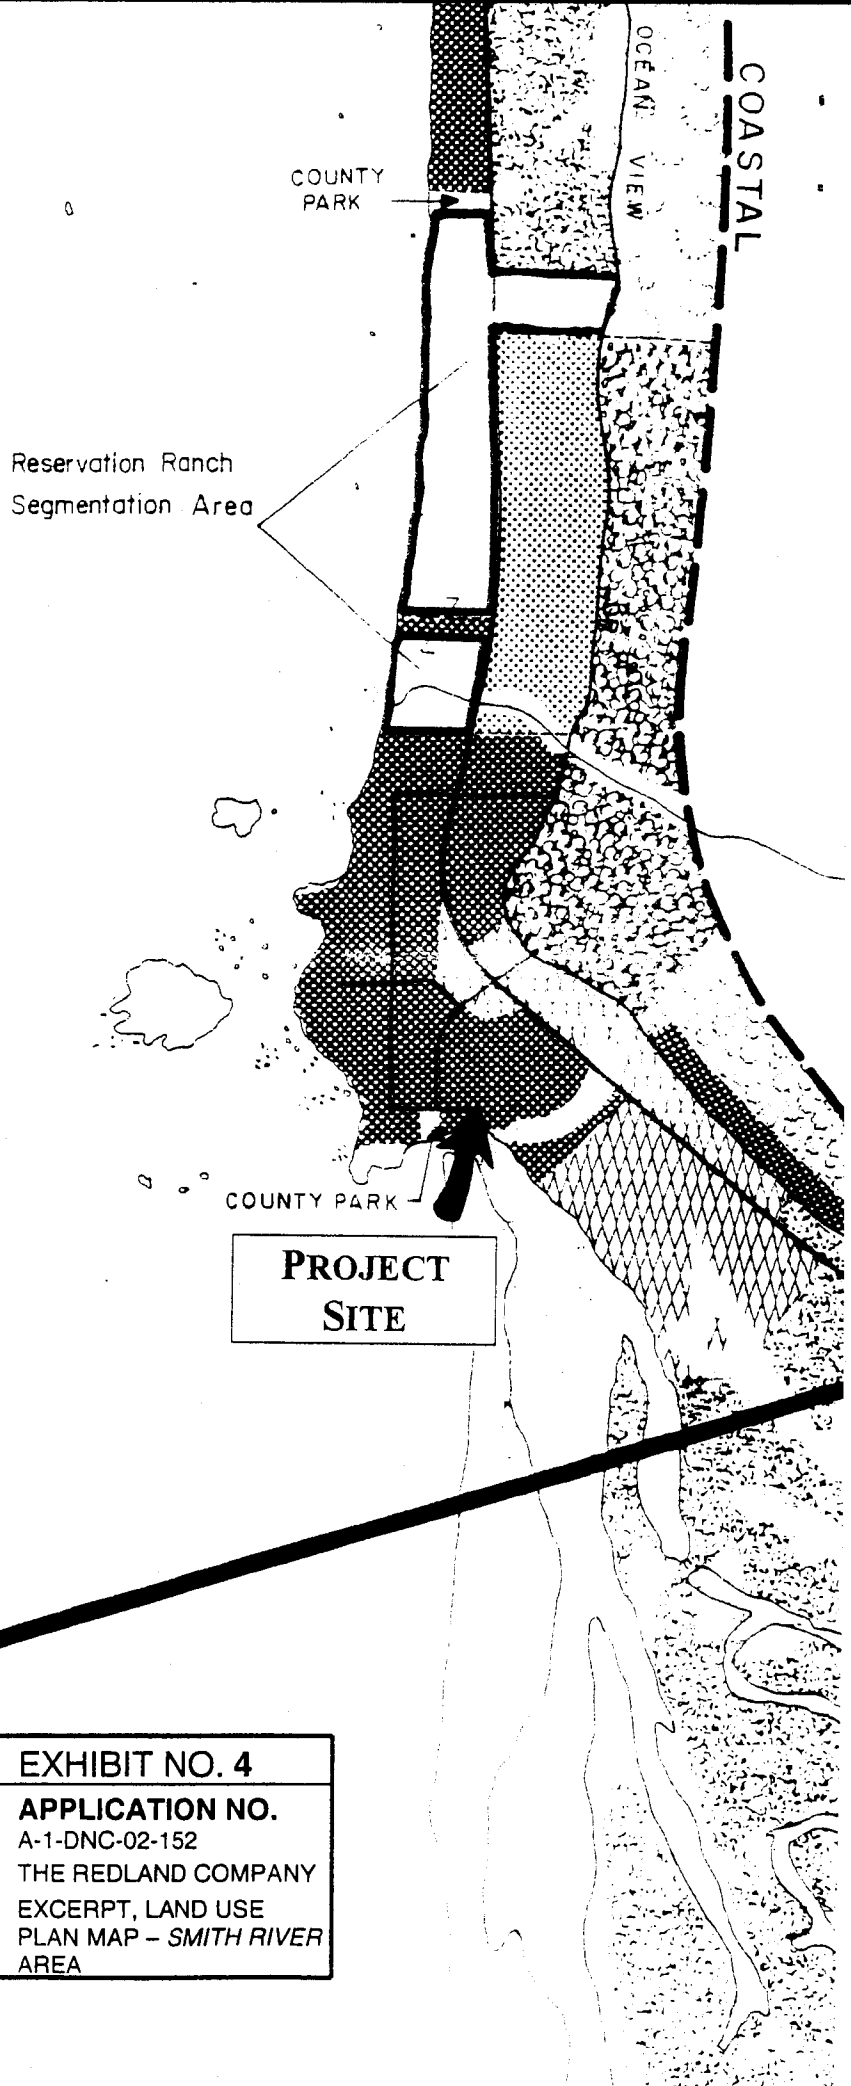 COASTAL
OCEAN VIEW
COUNTY
PARK
Reservation Ranch
Segmentation Area
COUNTY PARK
PROJECT
SITE
EXHIBIT NO. 4
APPLICATION NO.
A-1-DNC-02-152
THE REDLAND COMPANY
EXCERPT, LAND USE
PLAN MAP – SMITH RIVER
AREA